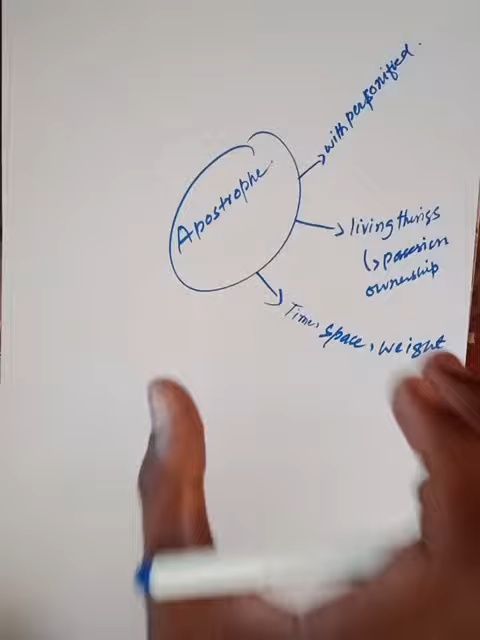 with personified.
Apostrophe
living things
↳ possession
ownership
Time, space, weight